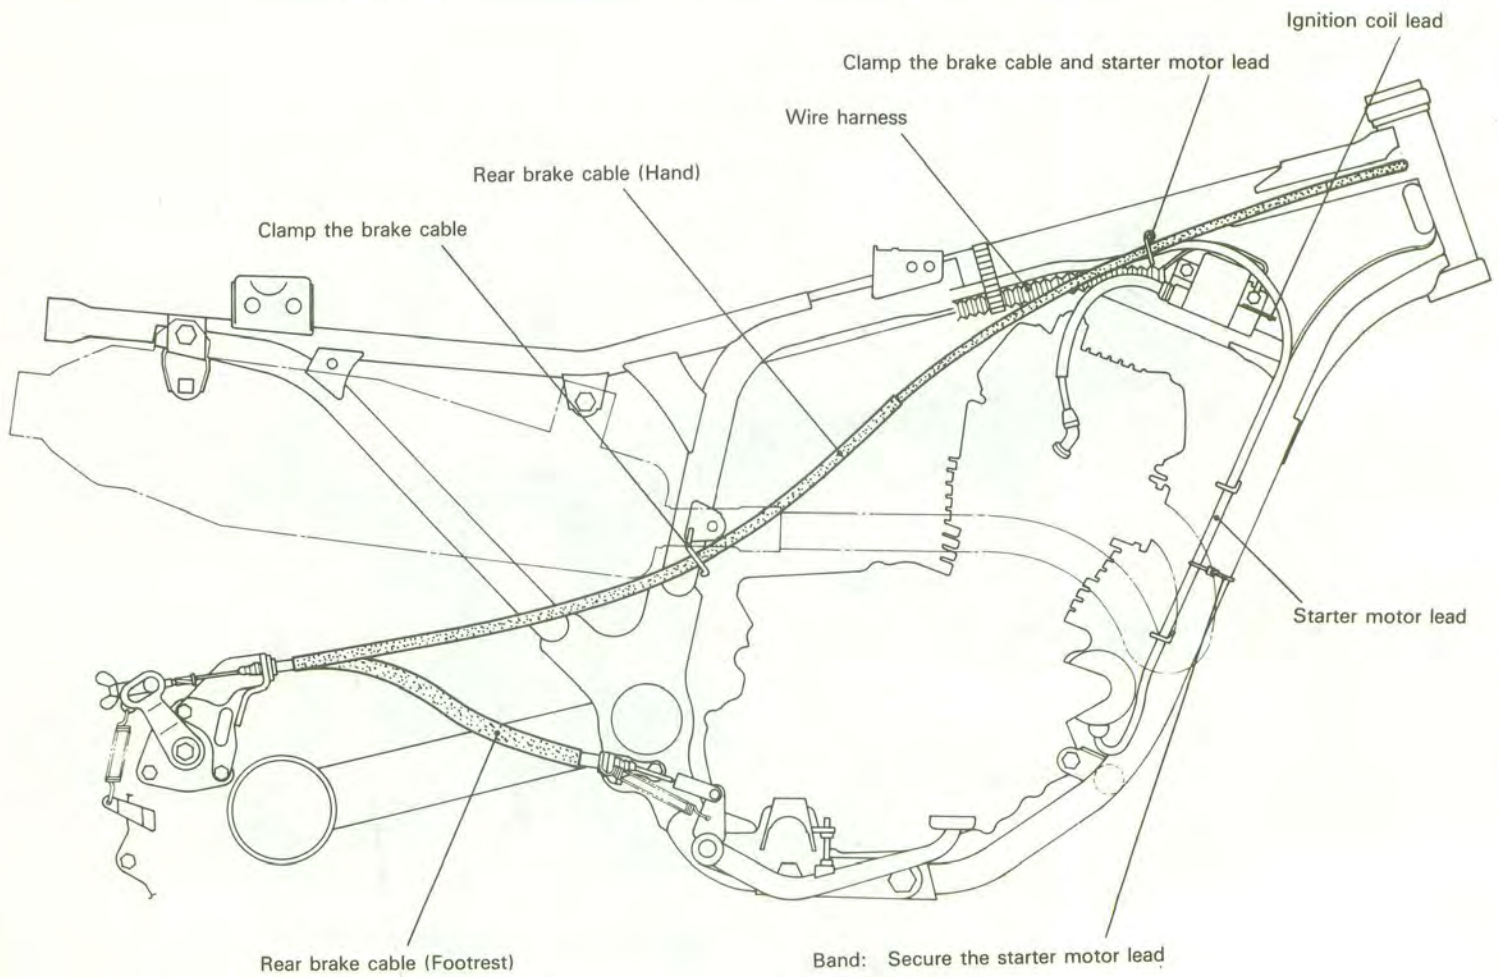 Ignition coil lead
Clamp the brake cable and starter motor lead
Wire harness
Rear brake cable (Hand)
Clamp the brake cable
Starter motor lead
Rear brake cable (Footrest)
Band: Secure the starter motor lead